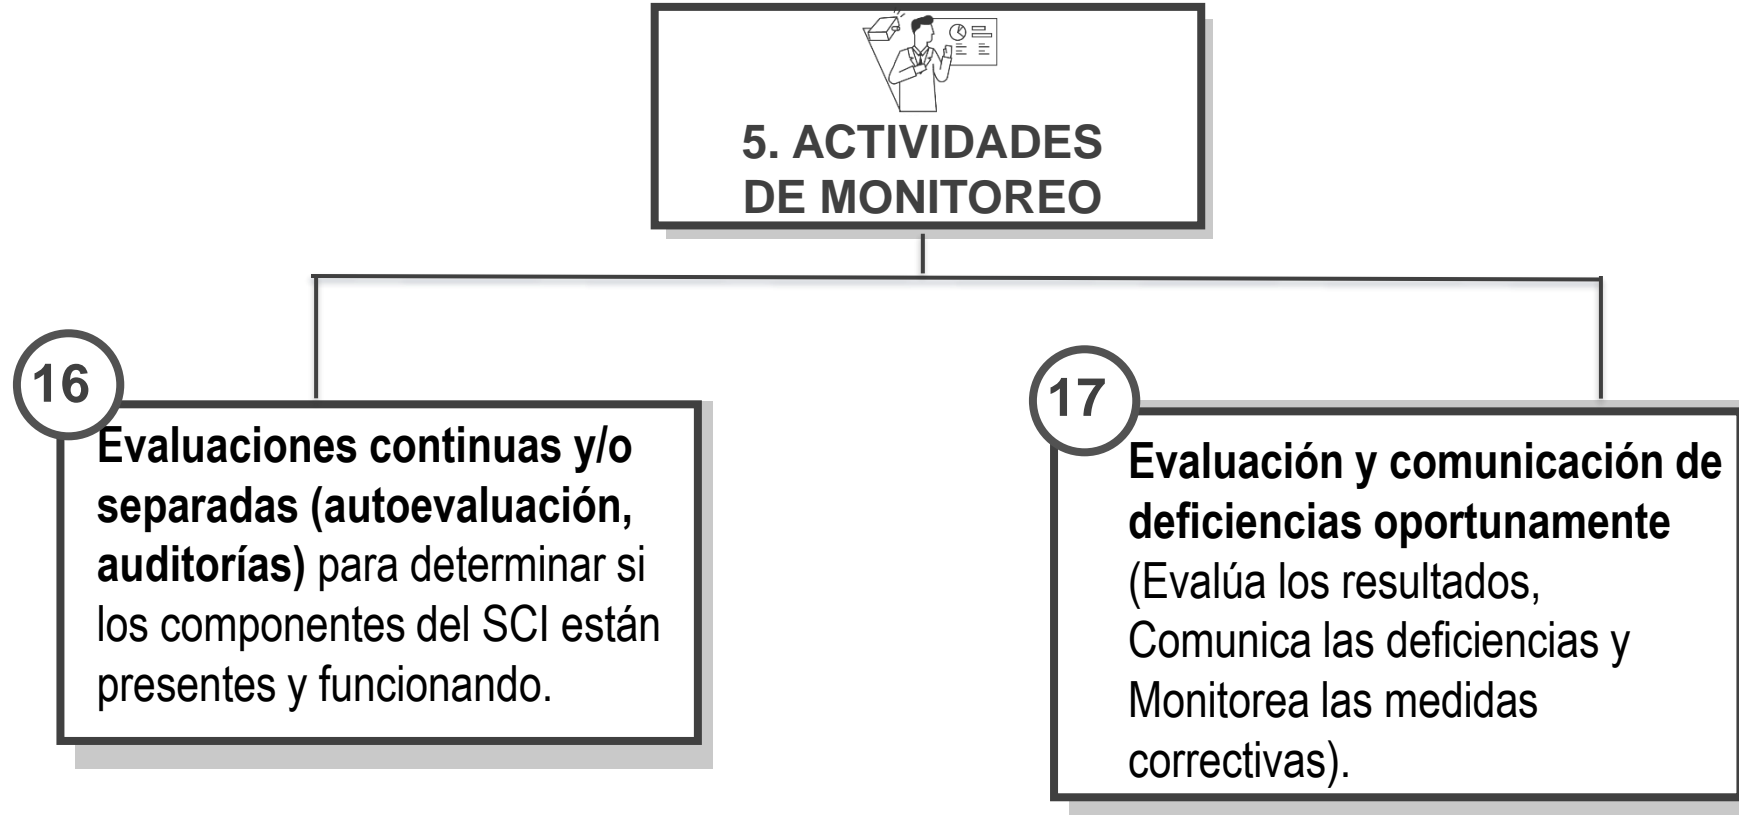 5. ACTIVIDADES
DE MONITOREO
16
Evaluaciones continuas y/o
separadas (autoevaluación,
auditorías) para determinar si
los componentes del SCI están
presentes y funcionando.
17
Evaluación y comunicación de
deficiencias oportunamente
(Evalúa los resultados,
Comunica las deficiencias y
Monitorea las medidas
correctivas).